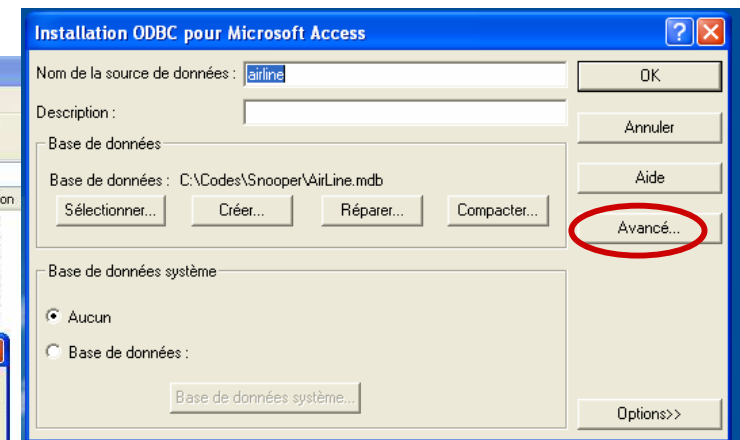 Installation ODBC pour Microsoft Access
Nom de la source de données : airline
OK
Description :
Annuler
Base de données
Base de données : C:\Codes\Snooper\AirLine.mdb
Aide
on
Sélectionner... Créer... Réparer... Compacter...
Avancé...
Base de données système
Aucun
Base de données :
Base de données système...
Options>>